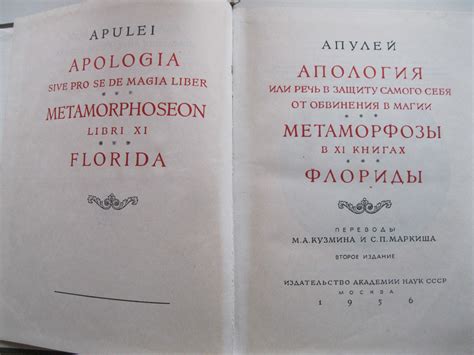 APULEI
APOLOGIA
SIVE PRO SE DE MAGIA LIBER
METAMORPHOSEON
LIBRI XI
FLORIDA
АПУЛЕЙ
АПОЛОГИЯ
ИЛИ РЕЧЬ В ЗАЩИТУ САМОГО СЕБЯ
ОТ ОБВИНЕНИЯ В МАГИИ
МЕТАМОРФОЗЫ
В XI КНИГАХ
ФЛОРИДЫ
ПЕРЕВОДЫ
М.А.КУЗМИНА И С.П.МАРКИША
ВТОРОЕ ИЗДАНИЕ
ИЗДАТЕЛЬСТВО АКАДЕМИИ НАУК СССР
МОСКВА
1956